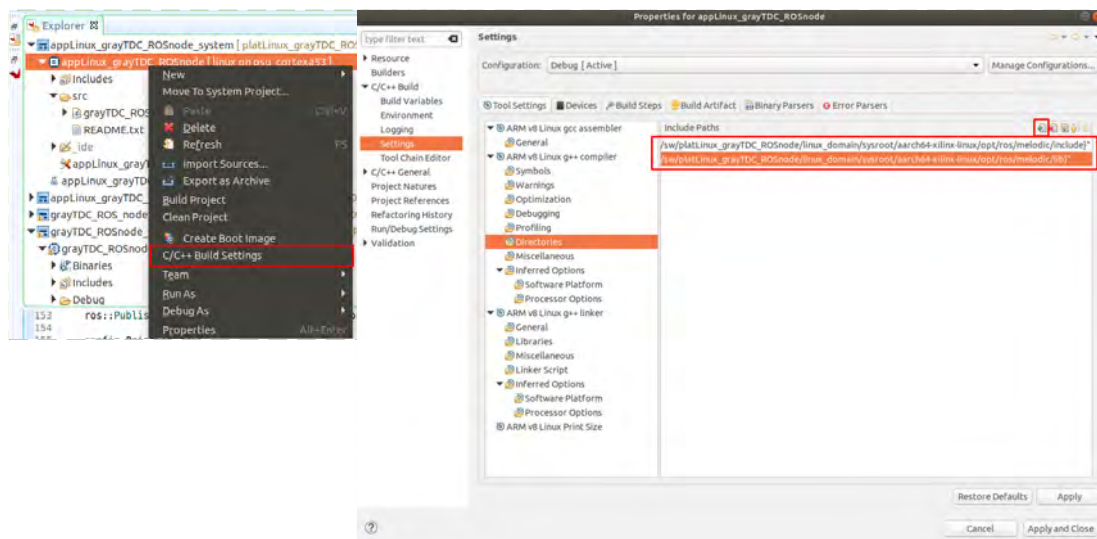 Explorer
appLinux_grayTDC_ROSnode_system [ platLinux_grayTDC_RO
appLinux_grayTDC_ROSnode [ linux on psu_cortexa53 ]
Includes
src
grayTDC_ROS
README.txt
_ide
appLinux_grayT
appLinux_grayTD
appLinux_grayTDC_
grayTDC_ROS_node
grayTDC_ROSnode_
grayTDC_ROSnod
Binaries
Includes
Debug
153 ros::Publis
154
New
Move To System Project...
Paste Ctrl+V
Delete
Refresh F5
Import Sources...
Export as Archive
Build Project
Clean Project
Create Boot Image
C/C++ Build Settings
Team
Run As
Debug As
Properties Alt+Enter
Properties for appLinux_grayTDC_ROSnode
type filter text
Resource
Builders
C/C++ Build
Build Variables
Environment
Logging
Settings
Tool Chain Editor
C/C++ General
Project Natures
Project References
Refactoring History
Run/Debug Settings
Validation
Settings
Configuration: Debug [ Active ]
Manage Configurations...
Tool Settings Devices Build Steps Build Artifact Binary Parsers Error Parsers
ARM v8 Linux gcc assembler
General
ARM v8 Linux g++ compiler
Symbols
Warnings
Optimization
Debugging
Profiling
Directories
Miscellaneous
Inferred Options
Software Platform
Processor Options
ARM v8 Linux g++ linker
General
Libraries
Miscellaneous
Linker Script
Inferred Options
Software Platform
Processor Options
ARM v8 Linux Print Size
Include Paths
/sw/platLinux_grayTDC_ROSnode/linux_domain/sysroot/aarch64-xilinx-linux/opt/ros/melodic/include}"
/sw/platLinux_grayTDC_ROSnode/linux_domain/sysroot/aarch64-xilinx-linux/opt/ros/melodic/lib}"
Restore Defaults
Apply
Cancel
Apply and Close